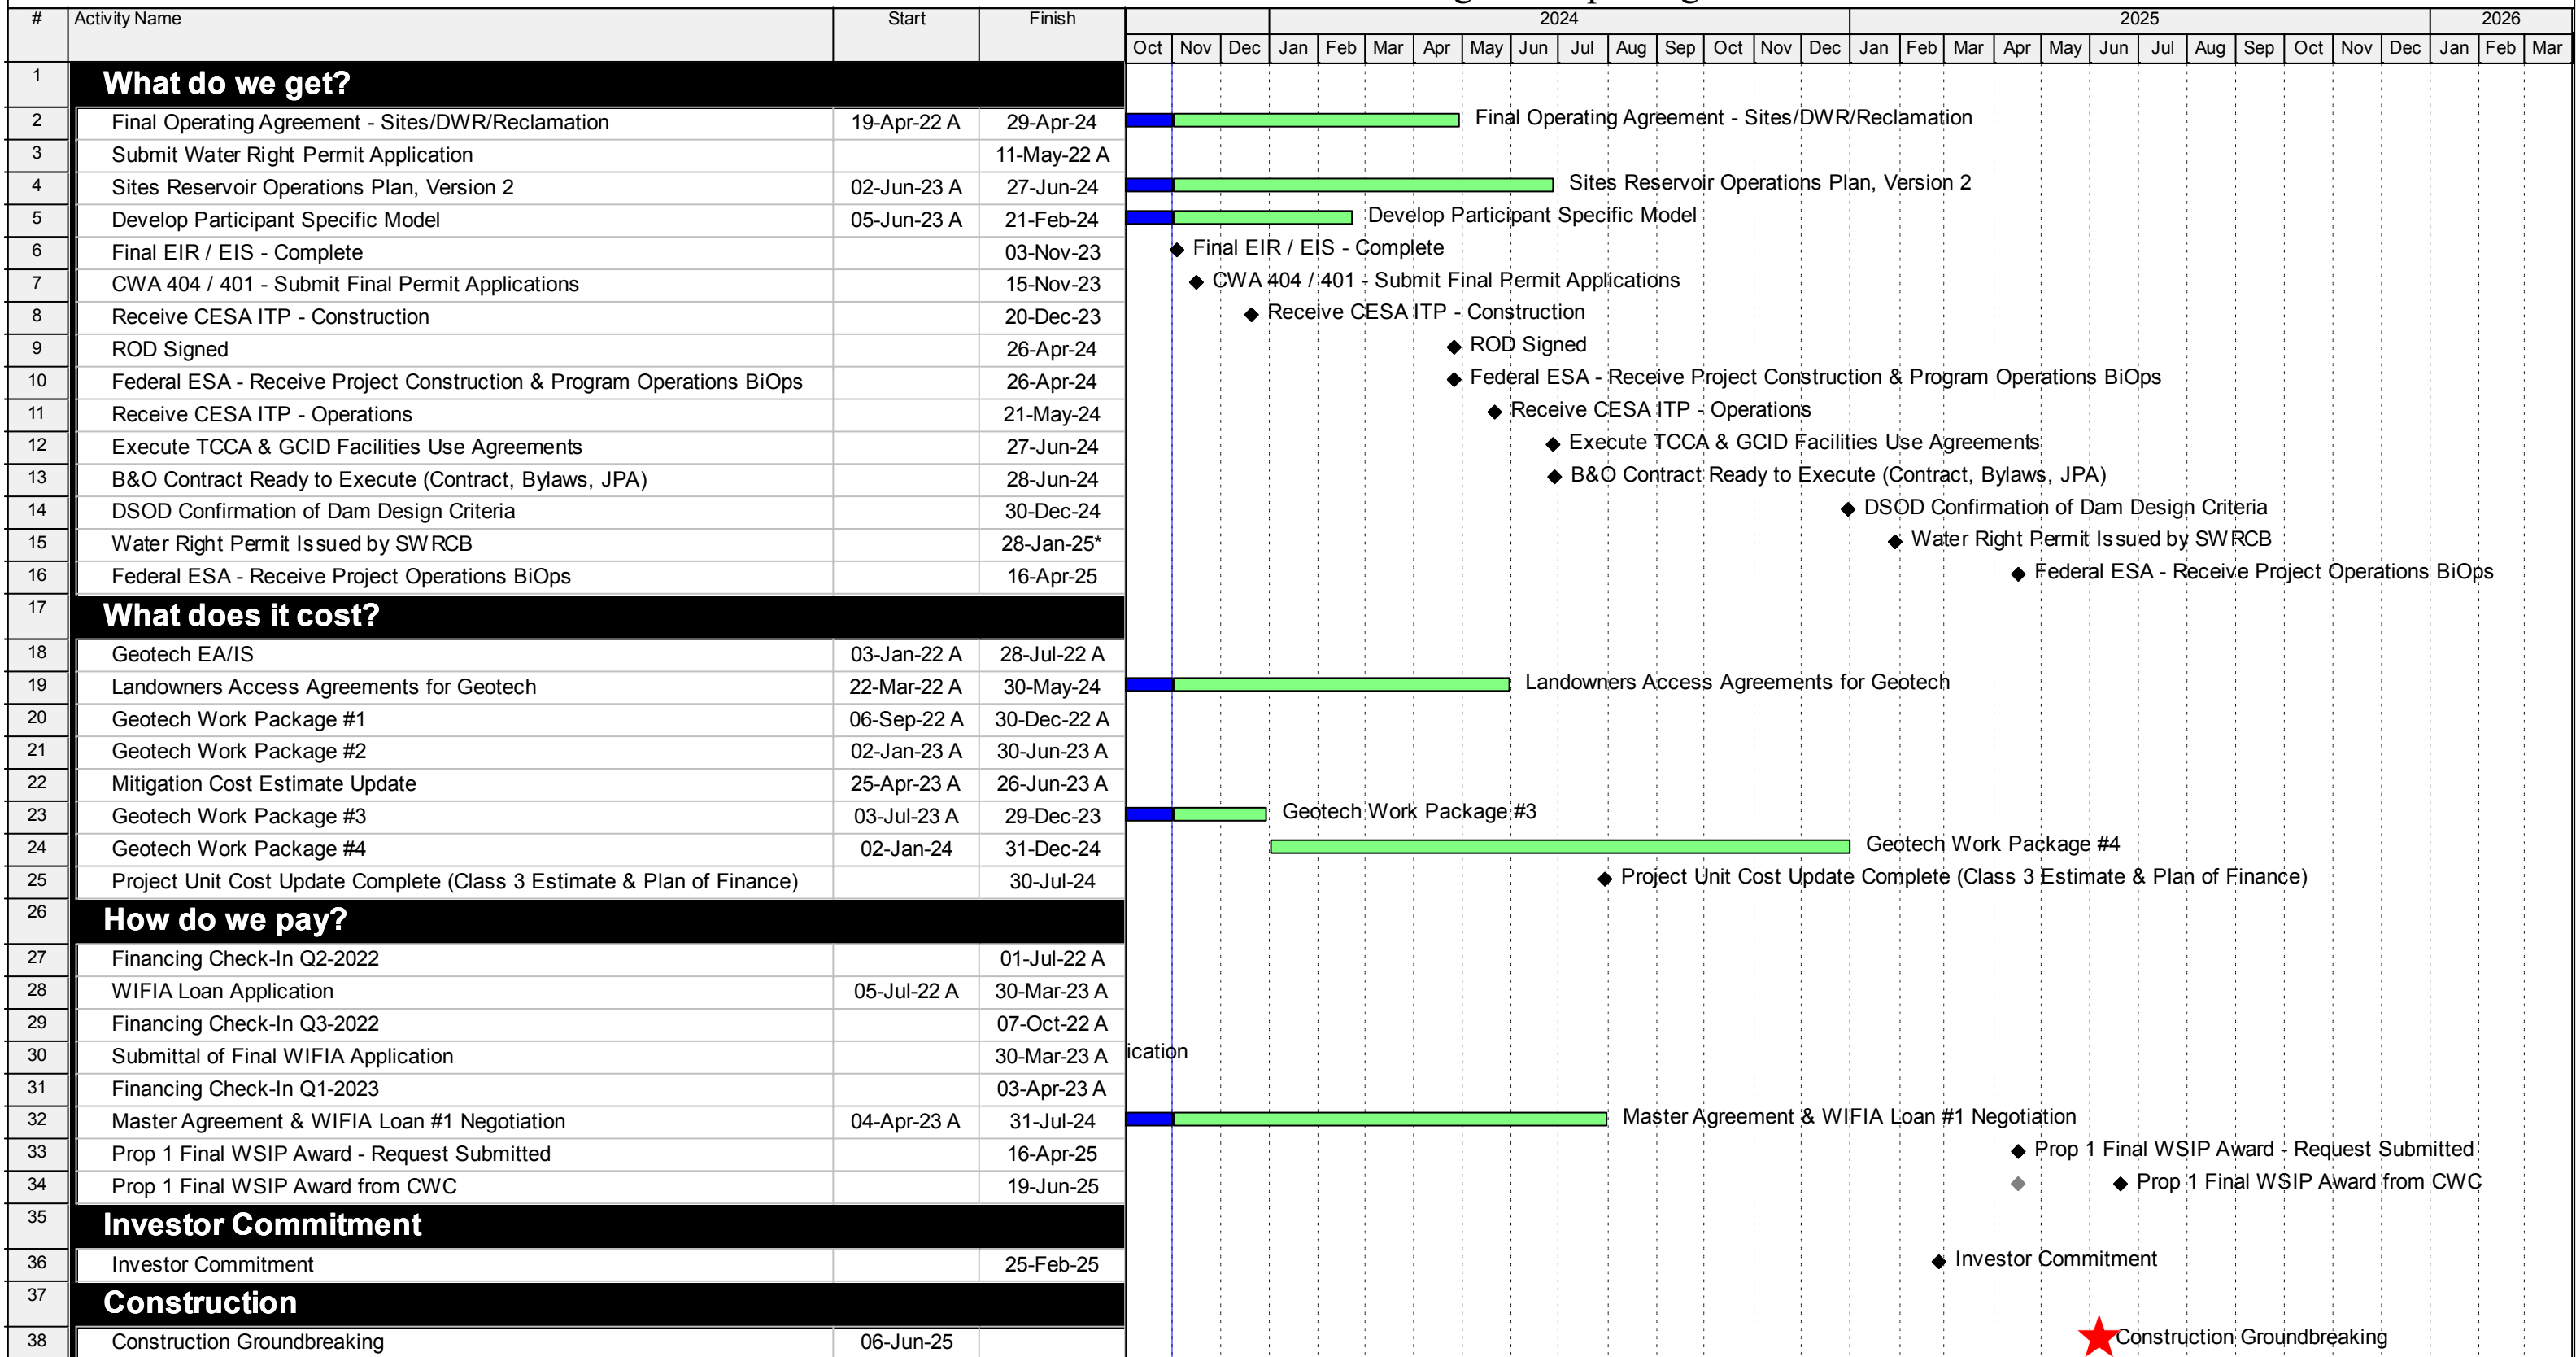 # Activity Name Start Finish 2024 2025 2026
Oct Nov Dec Jan Feb Mar Apr May Jun Jul Aug Sep Oct Nov Dec Jan Feb Mar Apr May Jun Jul Aug Sep Oct Nov Dec Jan Feb Mar
1 What do we get?
2 Final Operating Agreement - Sites/DWR/Reclamation 19-Apr-22 A 29-Apr-24 Final Operating Agreement - Sites/DWR/Reclamation
3 Submit Water Right Permit Application 11-May-22 A
4 Sites Reservoir Operations Plan, Version 2 02-Jun-23 A 27-Jun-24 Sites Reservoir Operations Plan, Version 2
5 Develop Participant Specific Model 05-Jun-23 A 21-Feb-24 Develop Participant Specific Model
6 Final EIR / EIS - Complete 03-Nov-23 Final EIR / EIS - Complete
7 CWA 404 / 401 - Submit Final Permit Applications 15-Nov-23 CWA 404 / 401 - Submit Final Permit Applications
8 Receive CESA ITP - Construction 20-Dec-23 Receive CESA ITP - Construction
9 ROD Signed 26-Apr-24 ROD Signed
10 Federal ESA - Receive Project Construction & Program Operations BiOps 26-Apr-24 Federal ESA - Receive Project Construction & Program Operations BiOps
11 Receive CESA ITP - Operations 21-May-24 Receive CESA ITP - Operations
12 Execute TCCA & GCID Facilities Use Agreements 27-Jun-24 Execute TCCA & GCID Facilities Use Agreements
13 B&O Contract Ready to Execute (Contract, Bylaws, JPA) 28-Jun-24 B&O Contract Ready to Execute (Contract, Bylaws, JPA)
14 DSOD Confirmation of Dam Design Criteria 30-Dec-24 DSOD Confirmation of Dam Design Criteria
15 Water Right Permit Issued by SWRCB 28-Jan-25* Water Right Permit Issued by SWRCB
16 Federal ESA - Receive Project Operations BiOps 16-Apr-25 Federal ESA - Receive Project Operations BiOps
17 What does it cost?
18 Geotech EA/IS 03-Jan-22 A 28-Jul-22 A
19 Landowners Access Agreements for Geotech 22-Mar-22 A 30-May-24 Landowners Access Agreements for Geotech
20 Geotech Work Package #1 06-Sep-22 A 30-Dec-22 A
21 Geotech Work Package #2 02-Jan-23 A 30-Jun-23 A
22 Mitigation Cost Estimate Update 25-Apr-23 A 26-Jun-23 A
23 Geotech Work Package #3 03-Jul-23 A 29-Dec-23 Geotech Work Package #3
24 Geotech Work Package #4 02-Jan-24 31-Dec-24 Geotech Work Package #4
25 Project Unit Cost Update Complete (Class 3 Estimate & Plan of Finance) 30-Jul-24 Project Unit Cost Update Complete (Class 3 Estimate & Plan of Finance)
26 How do we pay?
27 Financing Check-In Q2-2022 01-Jul-22 A
28 WIFIA Loan Application 05-Jul-22 A 30-Mar-23 A
29 Financing Check-In Q3-2022 07-Oct-22 A
30 Submittal of Final WIFIA Application 30-Mar-23 A ication
31 Financing Check-In Q1-2023 03-Apr-23 A
32 Master Agreement & WIFIA Loan #1 Negotiation 04-Apr-23 A 31-Jul-24 Master Agreement & WIFIA Loan #1 Negotiation
33 Prop 1 Final WSIP Award - Request Submitted 16-Apr-25 Prop 1 Final WSIP Award - Request Submitted
34 Prop 1 Final WSIP Award from CWC 19-Jun-25 Prop 1 Final WSIP Award from CWC
35 Investor Commitment
36 Investor Commitment 25-Feb-25 Investor Commitment
37 Construction
38 Construction Groundbreaking 06-Jun-25 Construction Groundbreaking